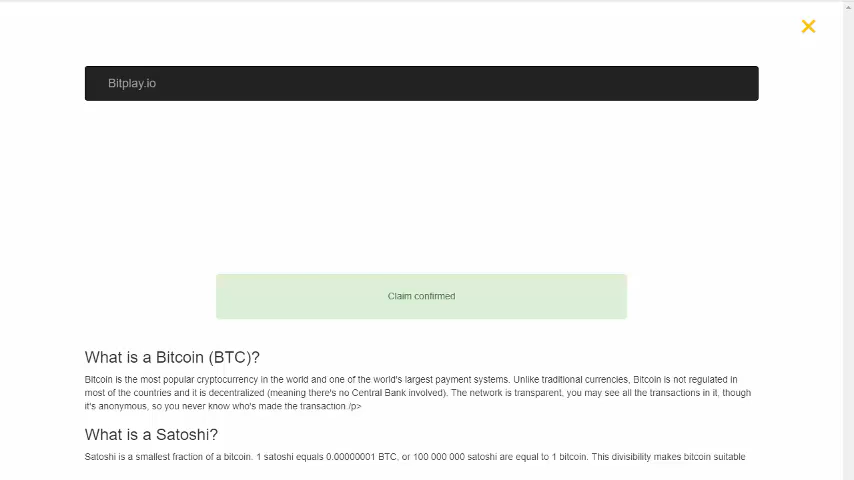 Bitplay.io
Claim confirmed
What is a Bitcoin (BTC)?
Bitcoin is the most popular cryptocurrency in the world and one of the world's largest payment systems. Unlike traditional currencies, Bitcoin is not regulated in
most of the countries and it is decentralized (meaning there's no Central Bank involved). The network is transparent, you may see all the transactions in it, though
it's anonymous, so you never know who's made the transaction./p>
What is a Satoshi?
Satoshi is a smallest fraction of a bitcoin. 1 satoshi equals 0.00000001 BTC, or 100 000 000 satoshi are equal to 1 bitcoin. This divisibility makes bitcoin suitable